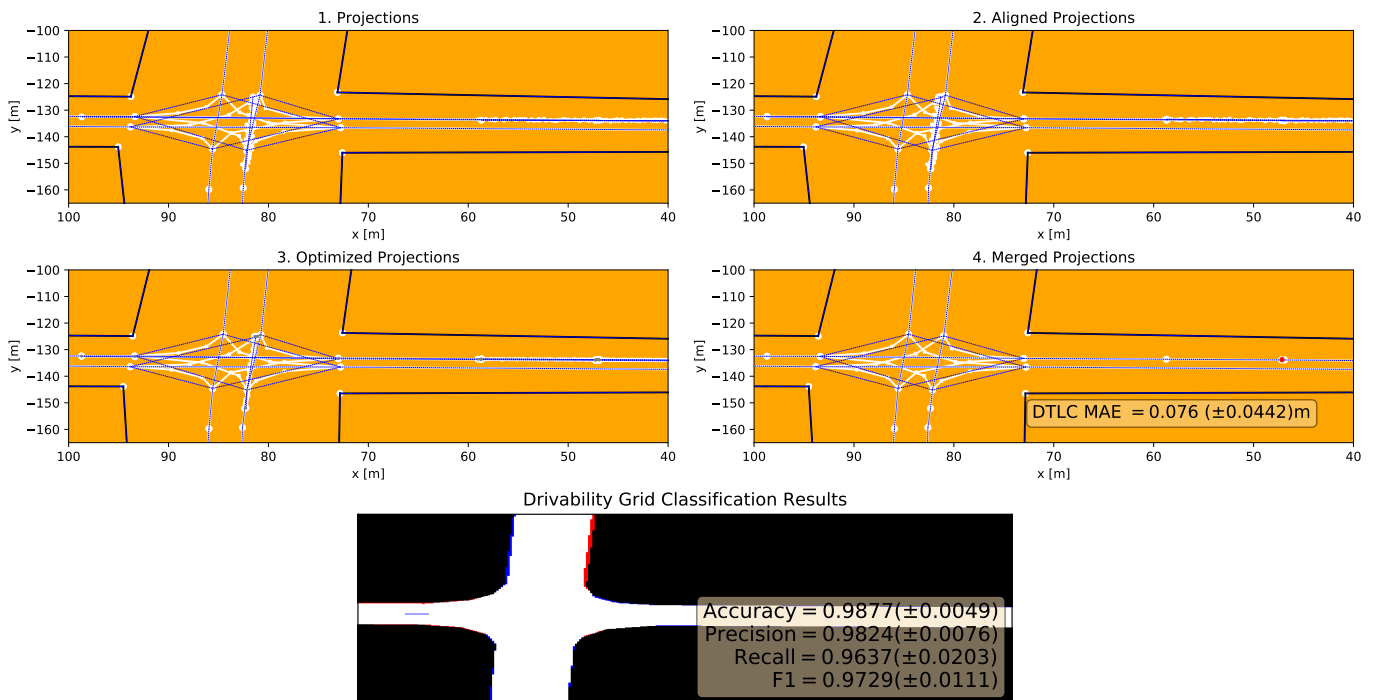 1. Projections
−100
−110
−120
−130
−140
−150
−160
y [m]
100 90 80 70 60 50 40
x [m]
2. Aligned Projections
−100
−110
−120
−130
−140
−150
−160
y [m]
100 90 80 70 60 50 40
x [m]
3. Optimized Projections
−100
−110
−120
−130
−140
−150
−160
y [m]
100 90 80 70 60 50 40
x [m]
4. Merged Projections
−100
−110
−120
−130
−140
−150
−160
y [m]
DTLC MAE = 0.076 (±0.0442)m
100 90 80 70 60 50 40
x [m]
Drivability Grid Classification Results
Accuracy = 0.9877(±0.0049)
Precision = 0.9824(±0.0076)
Recall = 0.9637(±0.0203)
F1 = 0.9729(±0.0111)